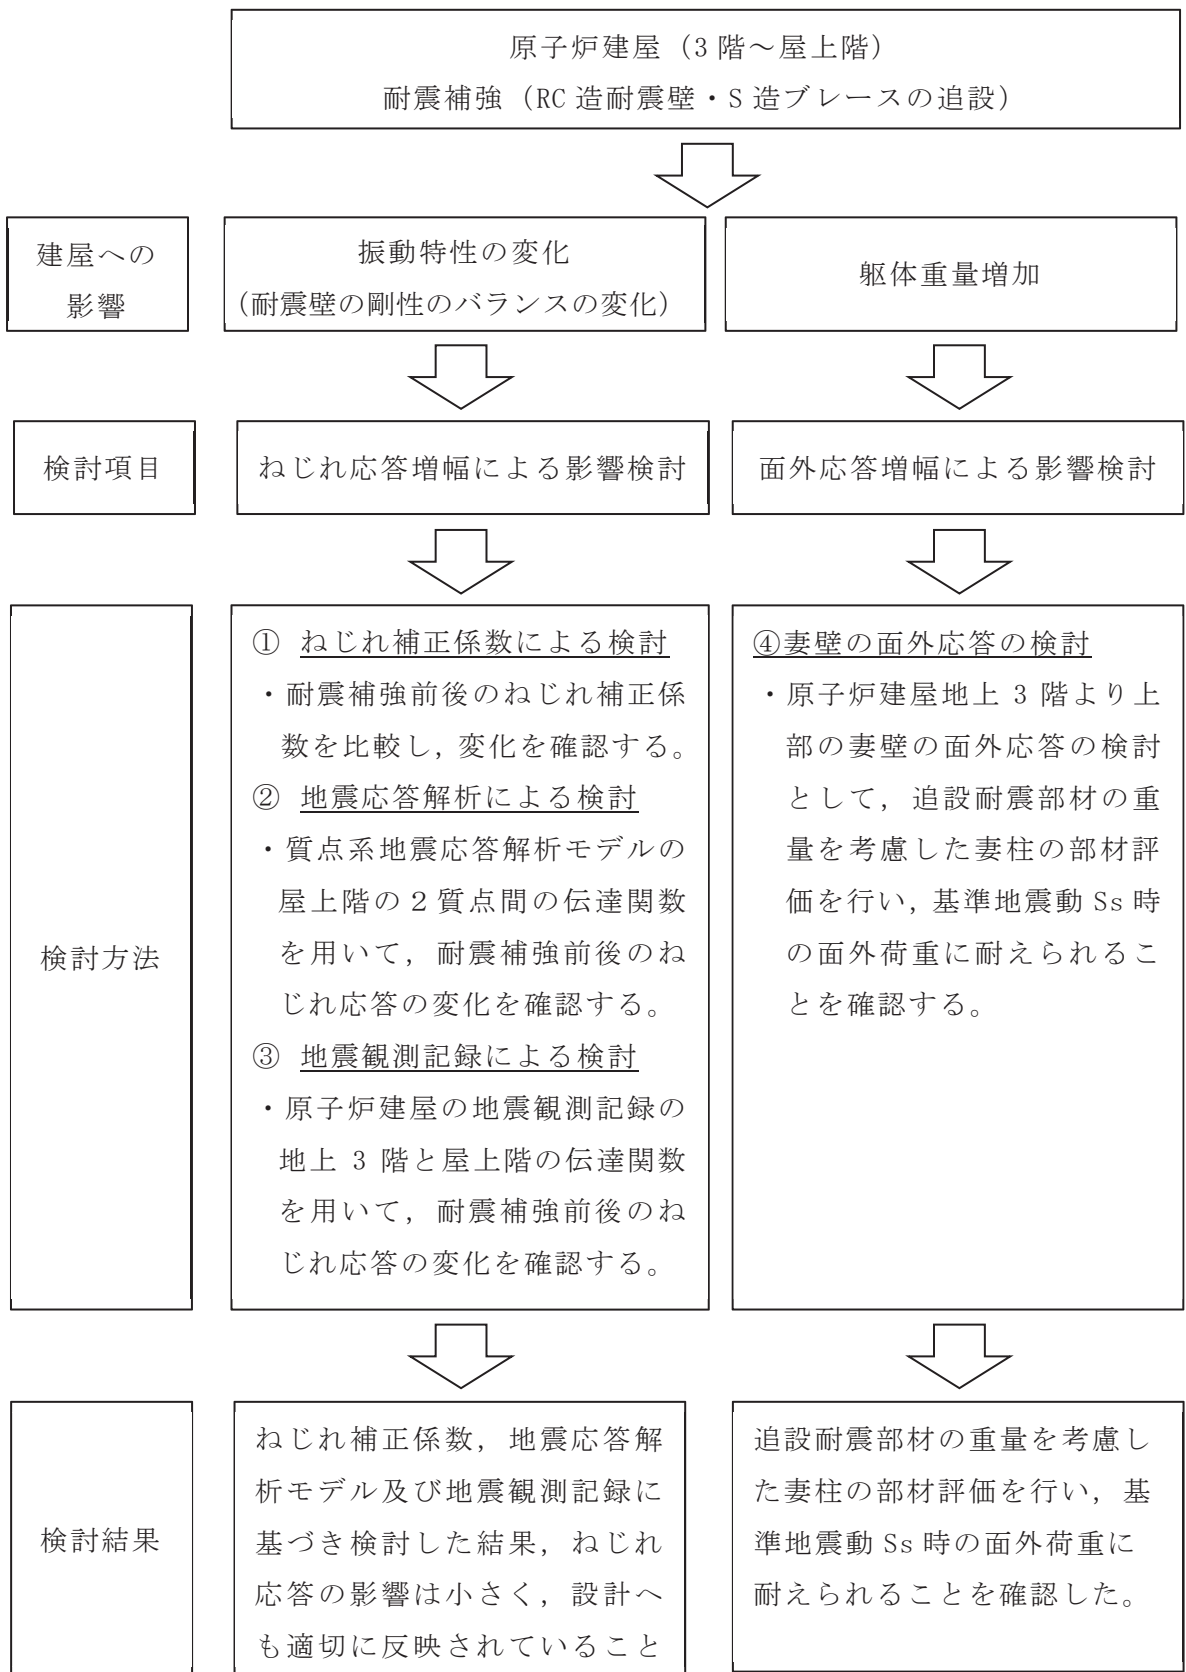 原子炉建屋（3階～屋上階）
耐震補強（RC造耐震壁・S造ブレースの追設）
建屋への
影響
振動特性の変化
（耐震壁の剛性のバランスの変化）
躯体重量増加
検討項目
ねじれ応答増幅による影響検討
面外応答増幅による影響検討
検討方法
① ねじれ補正係数による検討
・耐震補強前後のねじれ補正係
数を比較し，変化を確認する。
② 地震応答解析による検討
・質点系地震応答解析モデルの
屋上階の２質点間の伝達関数
を用いて，耐震補強前後のね
じれ応答の変化を確認する。
③ 地震観測記録による検討
・原子炉建屋の地震観測記録の
地上 3 階と屋上階の伝達関数
を用いて，耐震補強前後のね
じれ応答の変化を確認する。
④妻壁の面外応答の検討
・原子炉建屋地上 3 階より上
部の妻壁の面外応答の検討
として，追設耐震部材の重
量を考慮した妻柱の部材評
価を行い，基準地震動 Ss 時
の面外荷重に耐えられるこ
とを確認する。
検討結果
ねじれ補正係数，地震応答解
析モデル及び地震観測記録に
基づき検討した結果，ねじれ
応答の影響は小さく，設計へ
も適切に反映されていること
追設耐震部材の重量を考慮し
た妻柱の部材評価を行い，基
準地震動 Ss 時の面外荷重に
耐えられることを確認した。